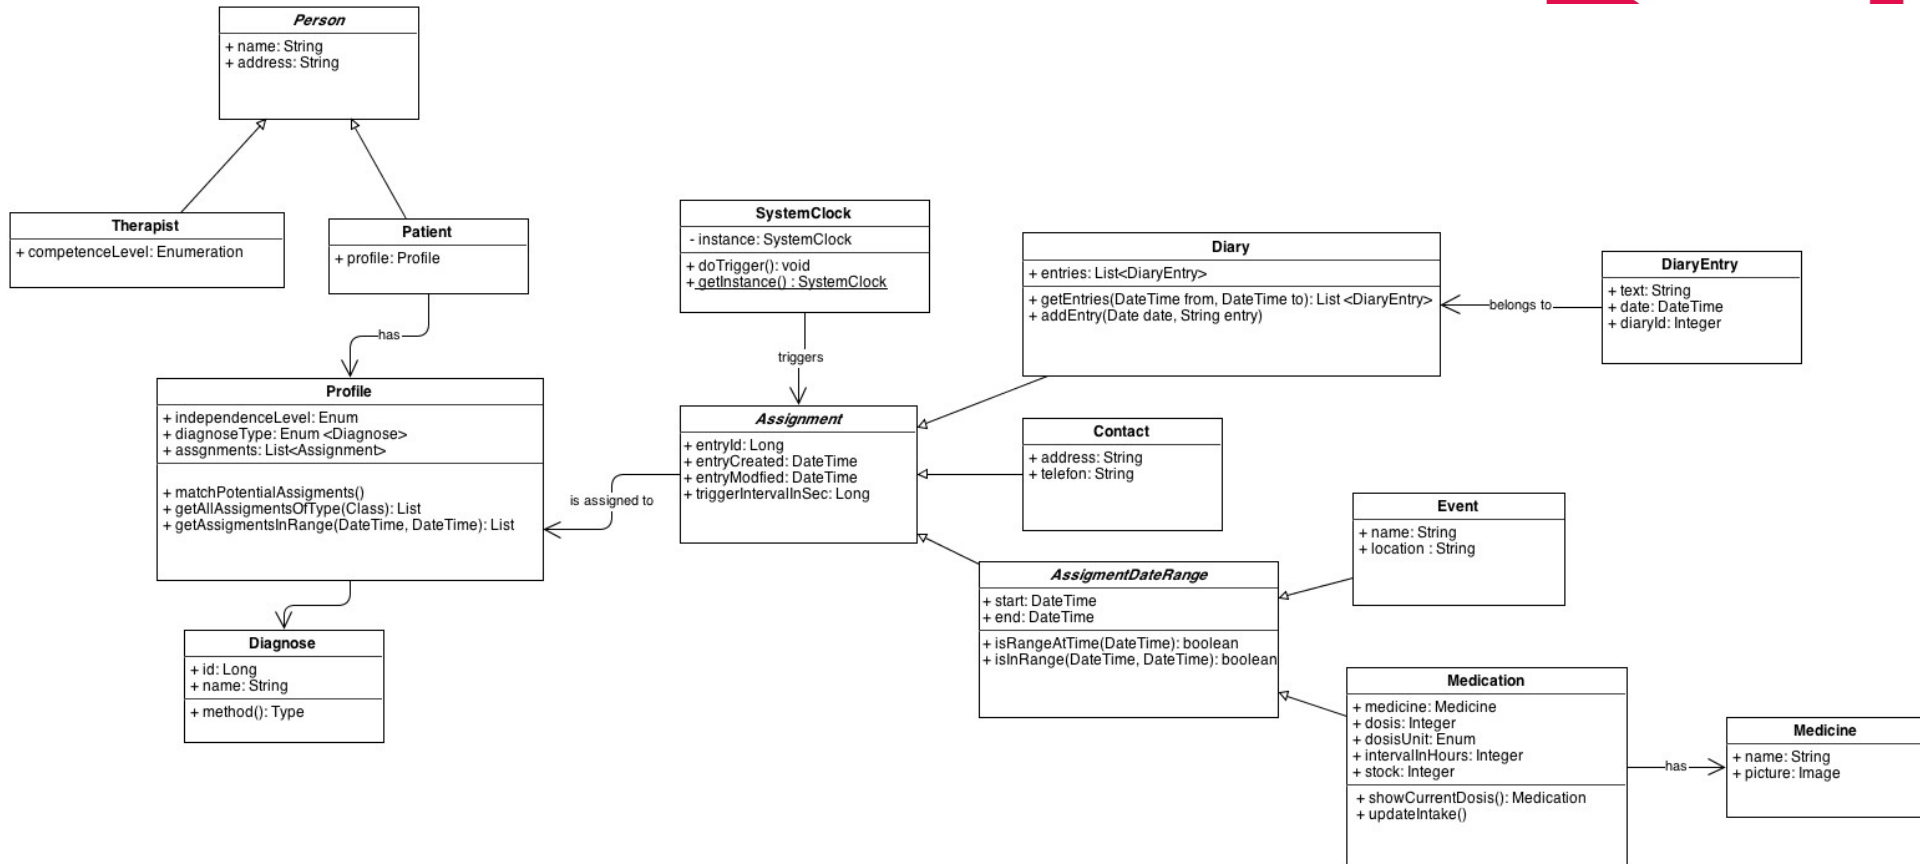 Person
+ name: String
+ address: String
Therapist
+ competenceLevel: Enumeration
Patient
+ profile: Profile
has
Profile
+ independenceLevel: Enum
+ diagnoseType: Enum <Diagnose>
+ assgnments: List<Assignment>
+ matchPotentialAssigments()
+ getAllAssigmentsOfType(Class): List
+ getAssigmentsInRange(DateTime, DateTime): List
Diagnose
+ id: Long
+ name: String
+ method(): Type
SystemClock
- instance: SystemClock
+ doTrigger(): void
+ getInstance() : SystemClock
triggers
Assignment
+ entryId: Long
+ entryCreated: DateTime
+ entryModfied: DateTime
+ triggerIntervalInSec: Long
is assigned to
Diary
+ entries: List<DiaryEntry>
+ getEntries(DateTime from, DateTime to): List <DiaryEntry>
+ addEntry(Date date, String entry)
belongs to
DiaryEntry
+ text: String
+ date: DateTime
+ diaryId: Integer
Contact
+ address: String
+ telefon: String
AssigmentDateRange
+ start: DateTime
+ end: DateTime
+ isRangeAtTime(DateTime): boolean
+ isInRange(DateTime, DateTime): boolean
Event
+ name: String
+ location : String
Medication
+ medicine: Medicine
+ dosis: Integer
+ dosisUnit: Enum
+ intervalInHours: Integer
+ stock: Integer
+ showCurrentDosis(): Medication
+ updateIntake()
has
Medicine
+ name: String
+ picture: Image